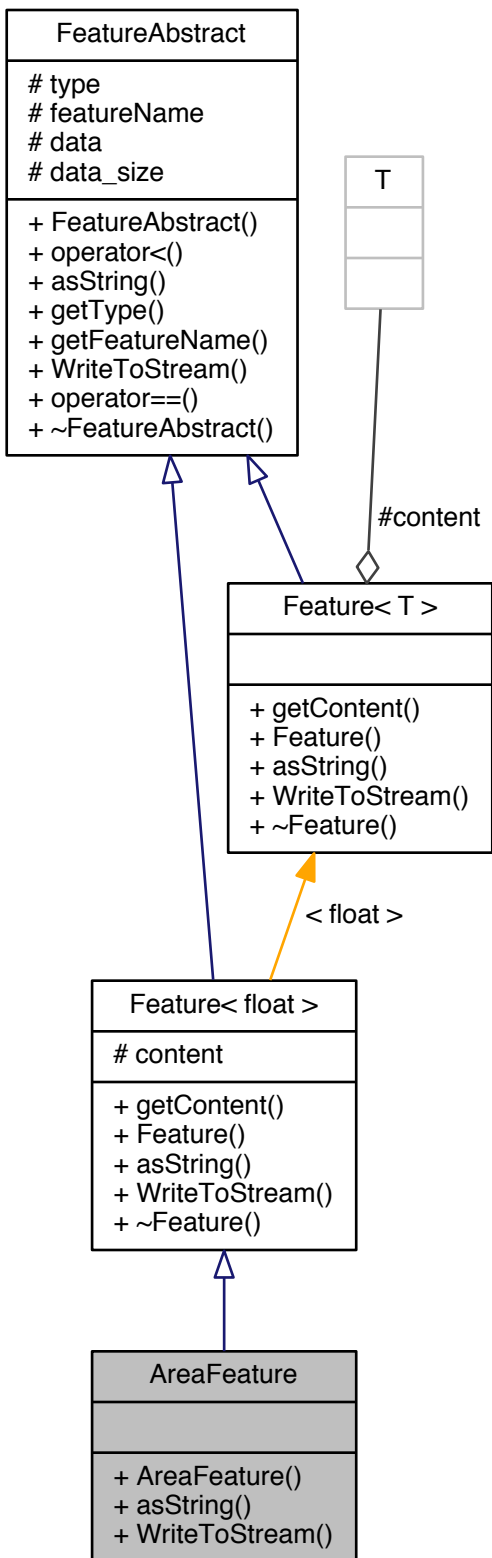 FeatureAbstract
# type
# featureName
# data
# data_size
+ FeatureAbstract()
+ operator<()
+ asString()
+ getType()
+ getFeatureName()
+ WriteToStream()
+ operator==()
+ ~FeatureAbstract()
T
#content
Feature< T >
+ getContent()
+ Feature()
+ asString()
+ WriteToStream()
+ ~Feature()
< float >
Feature< float >
# content
+ getContent()
+ Feature()
+ asString()
+ WriteToStream()
+ ~Feature()
AreaFeature
+ AreaFeature()
+ asString()
+ WriteToStream()